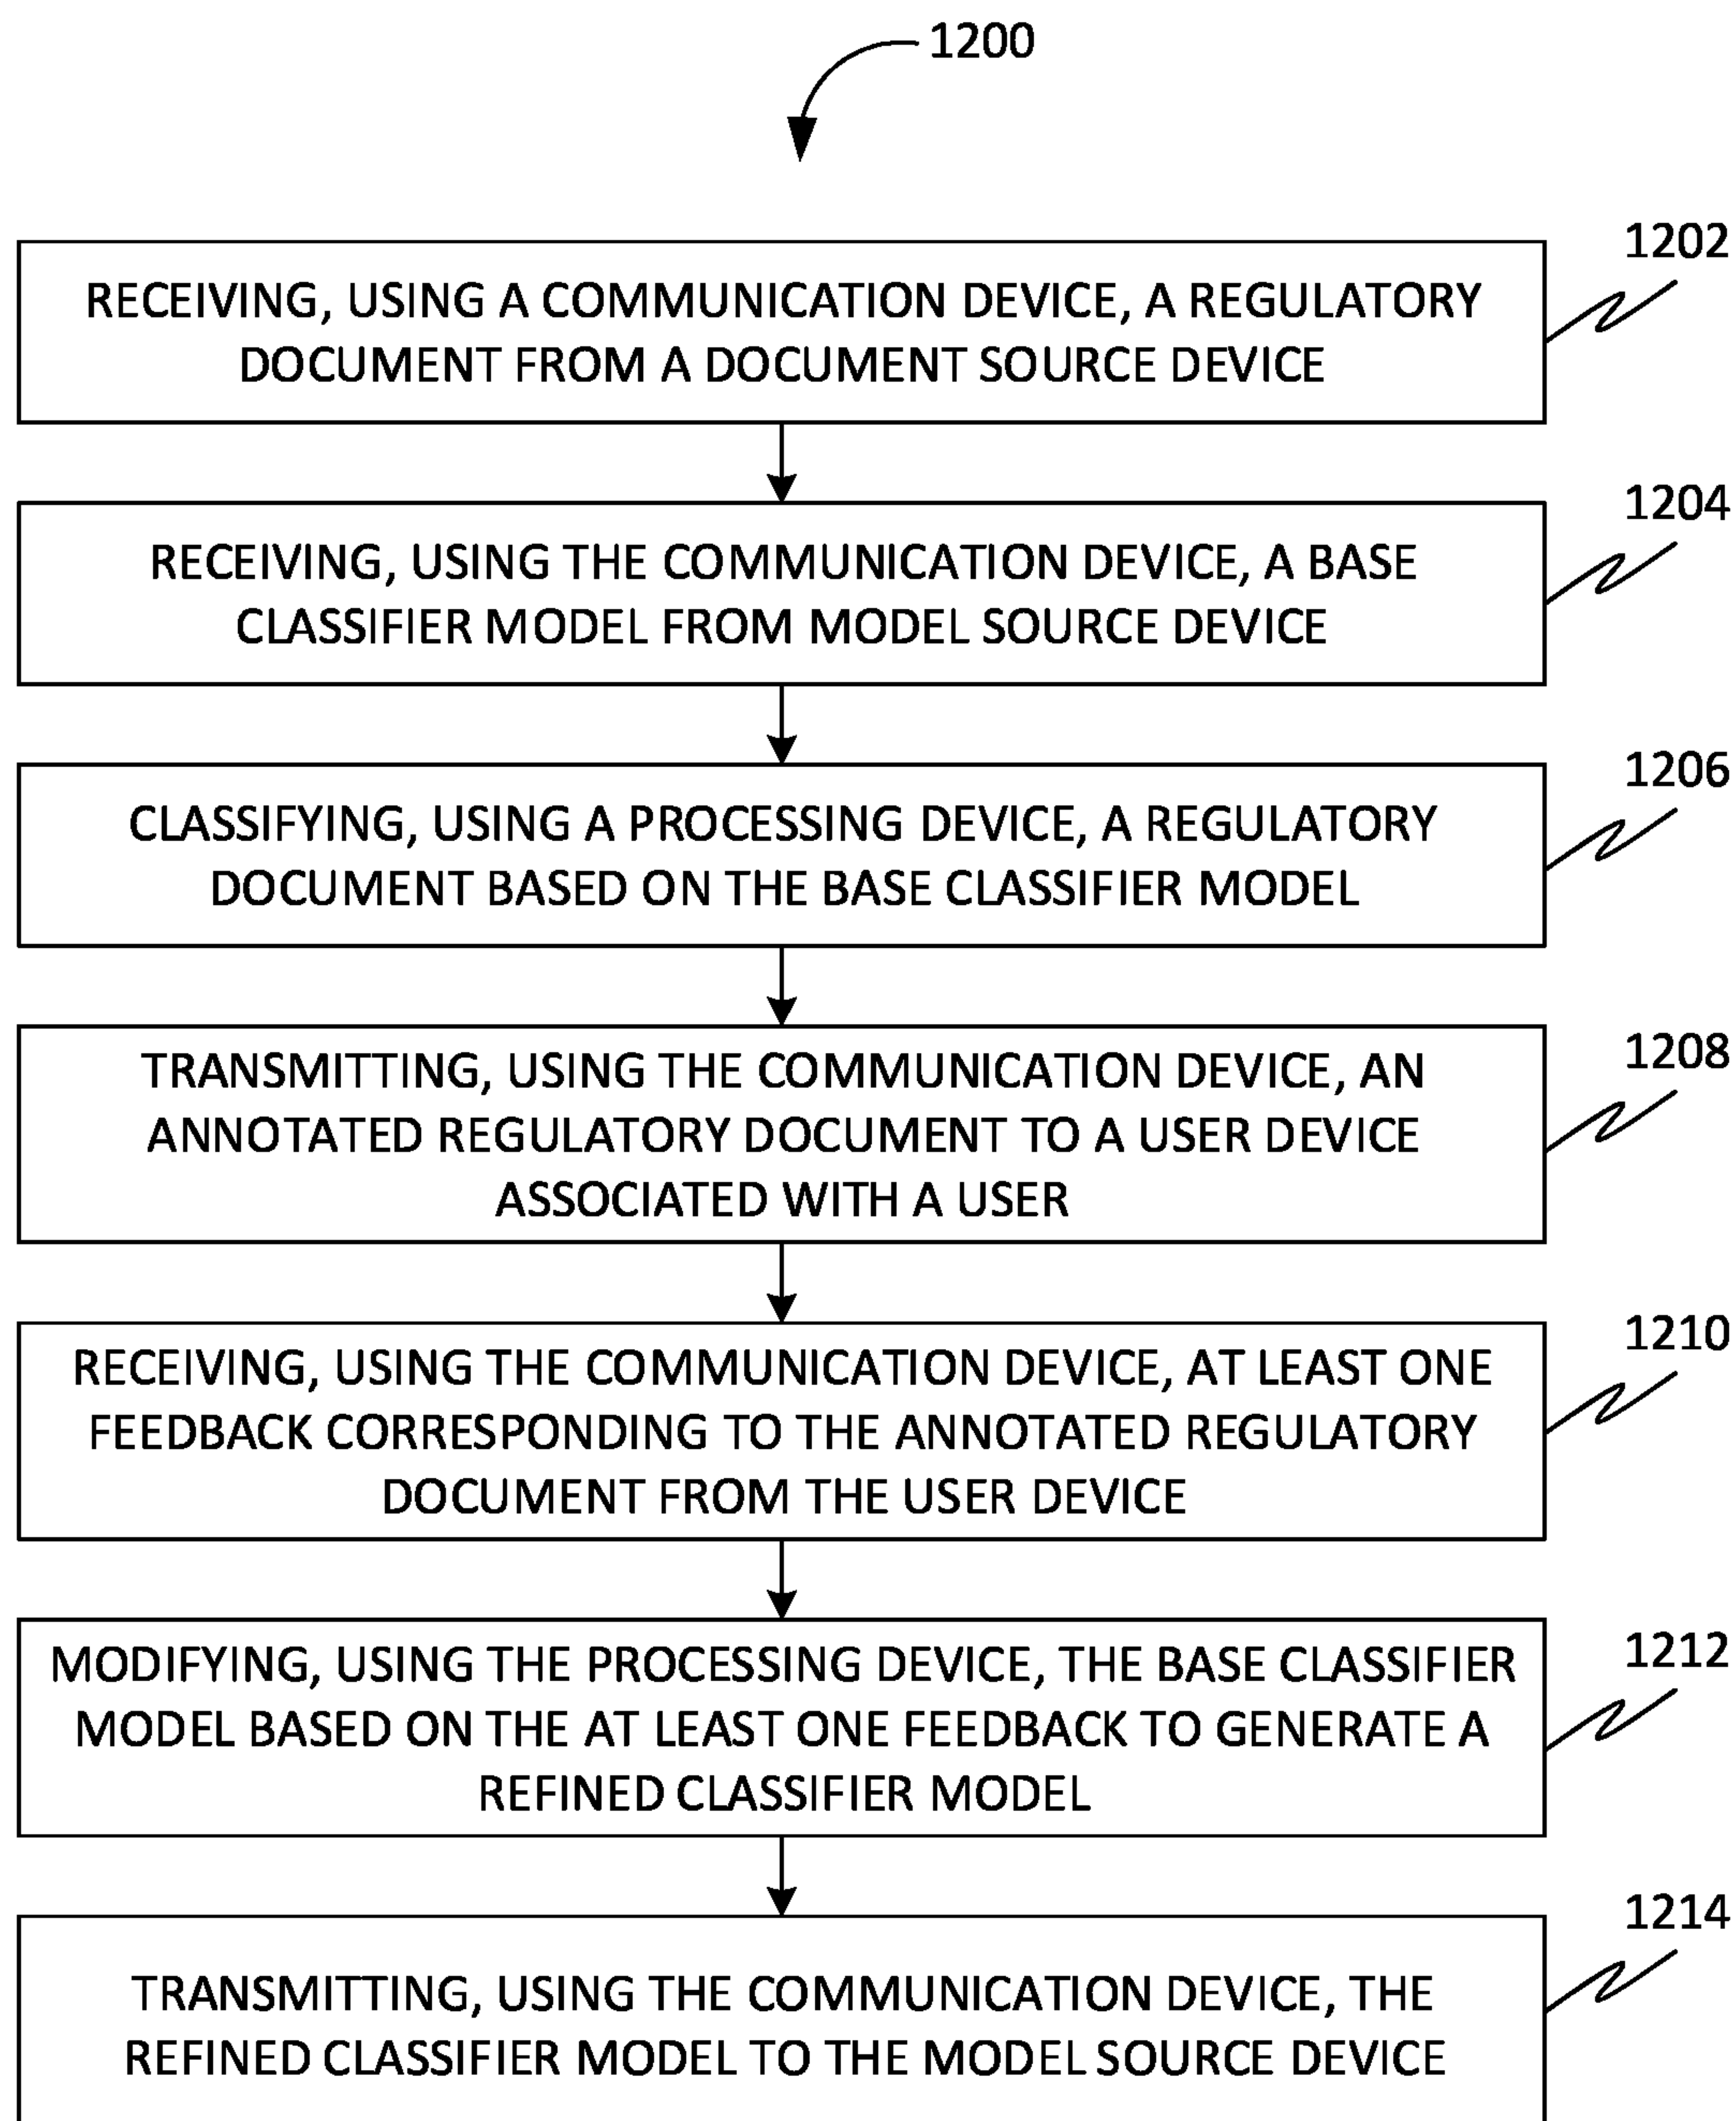 1200
1202
RECEIVING, USING A COMMUNICATION DEVICE, A REGULATORY
DOCUMENT FROM A DOCUMENT SOURCE DEVICE
1204
RECEIVING, USING THE COMMUNICATION DEVICE, A BASE
CLASSIFIER MODEL FROM MODEL SOURCE DEVICE
1206
CLASSIFYING, USING A PROCESSING DEVICE, A REGULATORY
DOCUMENT BASED ON THE BASE CLASSIFIER MODEL
1208
TRANSMITTING, USING THE COMMUNICATION DEVICE, AN
ANNOTATED REGULATORY DOCUMENT TO A USER DEVICE
ASSOCIATED WITH A USER
1210
RECEIVING, USING THE COMMUNICATION DEVICE, AT LEAST ONE
FEEDBACK CORRESPONDING TO THE ANNOTATED REGULATORY
DOCUMENT FROM THE USER DEVICE
1212
MODIFYING, USING THE PROCESSING DEVICE, THE BASE CLASSIFIER
MODEL BASED ON THE AT LEAST ONE FEEDBACK TO GENERATE A
REFINED CLASSIFIER MODEL
1214
TRANSMITTING, USING THE COMMUNICATION DEVICE, THE
REFINED CLASSIFIER MODEL TO THE MODEL SOURCE DEVICE